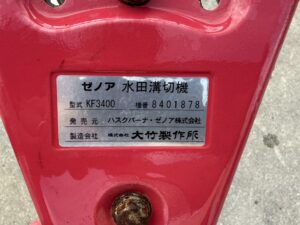 ゼノア 水田溝切機
型式 KF3400 機番 8401878
発売元 ハスクバーナ・ゼノア株式会社
製造会社 株式会社 大竹製作所